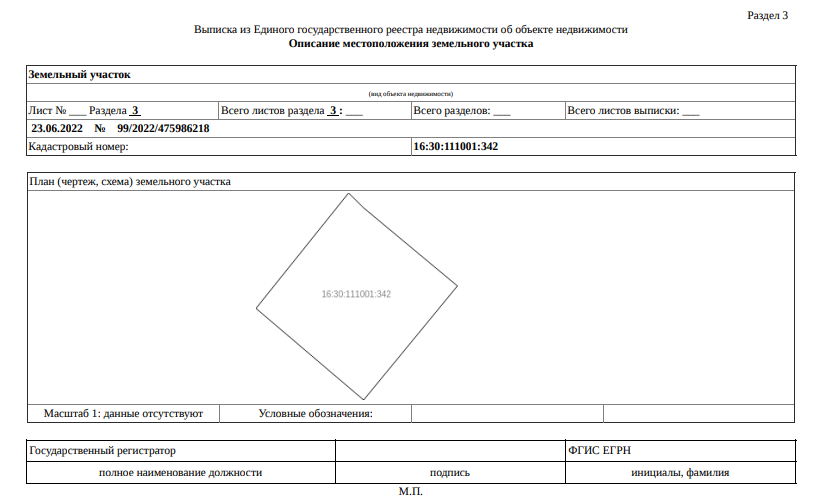 Раздел 3
Выписка из Единого государственного реестра недвижимости об объекте недвижимости
Описание местоположения земельного участка
Земельный участок
(вид объекта недвижимости)
Лист № ___ Раздела 3 Всего листов раздела 3 : ___ Всего разделов: ___ Всего листов выписки: ___
23.06.2022 № 99/2022/475986218
Кадастровый номер: 16:30:111001:342
План (чертеж, схема) земельного участка
16:30:111001:342
Масштаб 1: данные отсутствуют Условные обозначения:
Государственный регистратор ФГИС ЕГРН
полное наименование должности подпись инициалы, фамилия
М.П.